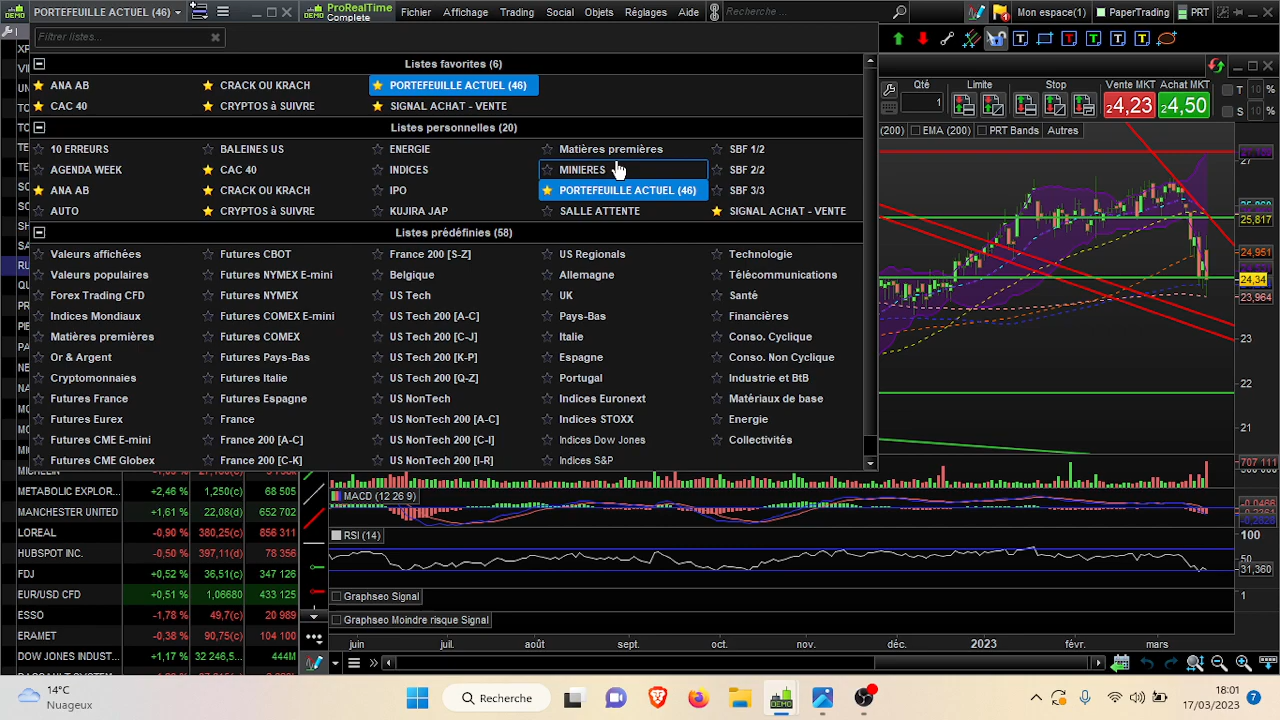 PORTEFEUILLE ACTUEL (46)
DEMO ProRealTime Complete Fichier Affichage Trading Social Objets Réglages Aide Recherche ... Mon espace(1) PaperTrading PRT
Filtrer listes...
Listes favorites (6)
ANA AB CRACK OU KRACH PORTEFEUILLE ACTUEL (46)
CAC 40 CRYPTOS à SUIVRE SIGNAL ACHAT - VENTE
Listes personnelles (20)
10 ERREURS BALEINES US ENERGIE Matières premières SBF 1/2
AGENDA WEEK CAC 40 INDICES MINIERES SBF 2/2
ANA AB CRACK OU KRACH IPO PORTEFEUILLE ACTUEL (46) SBF 3/3
AUTO CRYPTOS à SUIVRE KUJIRA JAP SALLE ATTENTE SIGNAL ACHAT - VENTE
Listes prédéfinies (58)
Valeurs affichées Futures CBOT France 200 [S-Z] US Regionals Technologie
Valeurs populaires Futures NYMEX E-mini Belgique Allemagne Télécommunications
Forex Trading CFD Futures NYMEX US Tech UK Santé
Indices Mondiaux Futures COMEX E-mini US Tech 200 [A-C] Pays-Bas Financières
Matières premières Futures COMEX US Tech 200 [C-J] Italie Conso. Cyclique
Or & Argent Futures Pays-Bas US Tech 200 [K-P] Espagne Conso. Non Cyclique
Cryptomonnaies Futures Italie US Tech 200 [Q-Z] Portugal Industrie et BtB
Futures France Futures Espagne US NonTech Indices Euronext Matériaux de base
Futures Eurex France US NonTech 200 [A-C] Indices STOXX Energie
Futures CME E-mini France 200 [A-C] US NonTech 200 [C-I] Indices Dow Jones Collectivités
Futures CME Globex France 200 [C-K] US NonTech 200 [I-R] Indices S&P
Qté Limite Stop Vente MKT Achat MKT
1 24,23 24,50
T 10 %
S 10 %
(200) EMA (200) PRT Bands Autres
27
25,817
24,951
24,34
23,964
23
22
21
707 111
METABOLIC EXPLOR... +2,46 % 1,250(c) 68 505
MANCHESTER UNITED +1,61 % 22,08(d) 652 702
LOREAL -0,90 % 380,25(c) 856 311
HUBSPOT INC. -0,50 % 397,11(d) 78 356
FDJ +0,52 % 36,51(c) 347 126
EUR/USD CFD +0,51 % 1,06680 433 125
ESSO -1,78 % 49,7(c) 20 989
ERAMET -0,38 % 90,75(c) 104 100
DOW JONES INDUST... +1,17 % 32 246,5... 444M
MACD (12 26 9)
RSI (14)
100
50
31,360
Graphseo Signal
1
Graphseo Moindre risque Signal
juin juil. août sept. oct. nov. déc. 2023 févr. mars
14°C
Nuageux
Recherche
DEMO
18:01
17/03/2023
7